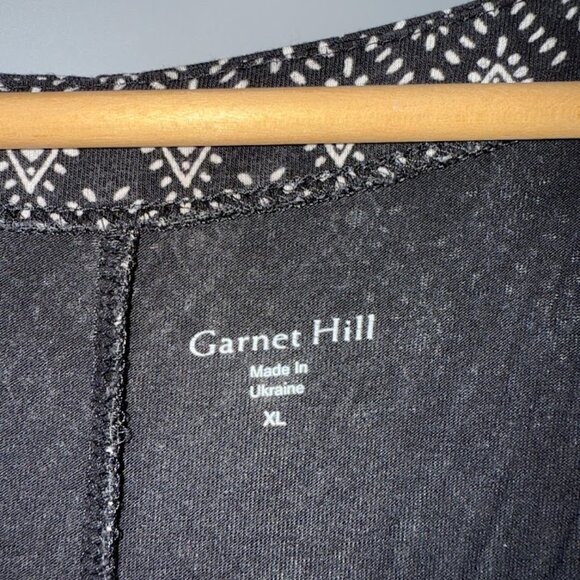 Garnet Hill
Made In
Ukraine
XL